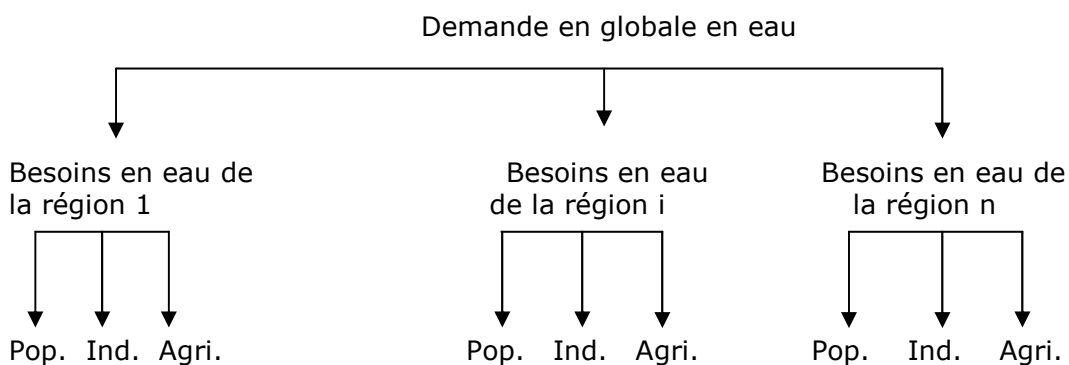 Demande en globale en eau
Besoins en eau de
la région 1
Besoins en eau
de la région i
Besoins en eau de
la région n
Pop. Ind. Agri.
Pop. Ind. Agri.
Pop. Ind. Agri.